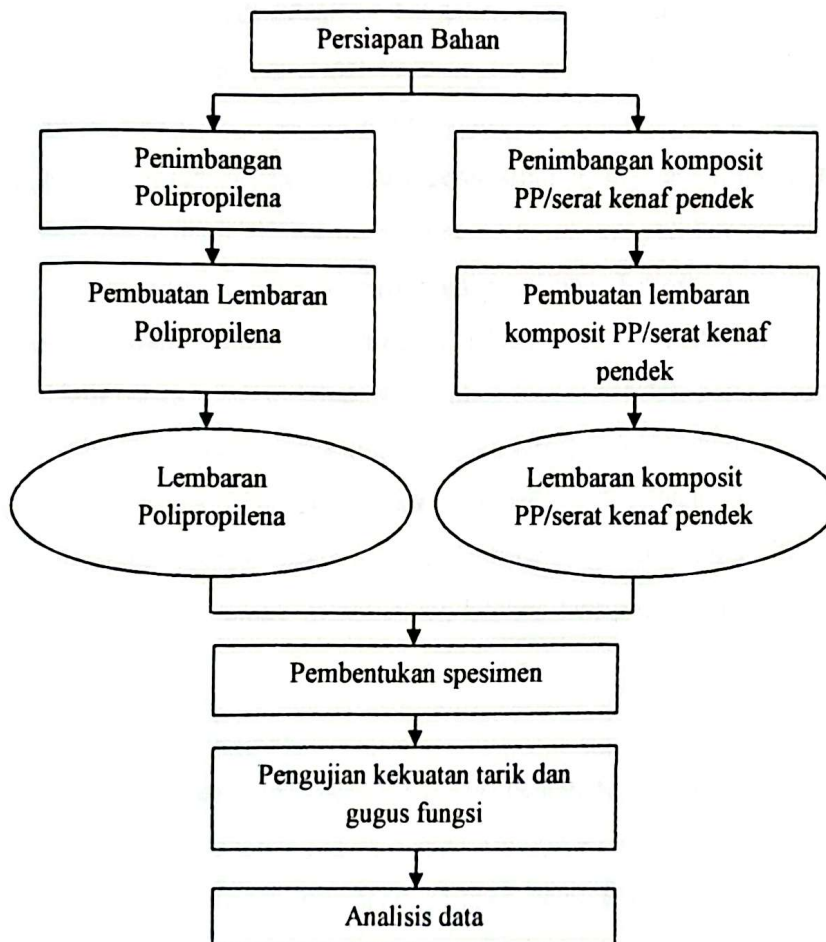 Persiapan Bahan
Penimbangan
Polipropilena
Penimbangan komposit
PP/serat kenaf pendek
Pembuatan Lembaran
Polipropilena
Pembuatan lembaran
komposit PP/serat kenaf
pendek
Lembaran
Polipropilena
Lembaran komposit
PP/serat kenaf pendek
Pembentukan spesimen
Pengujian kekuatan tarik dan
gugus fungsi
Analisis data